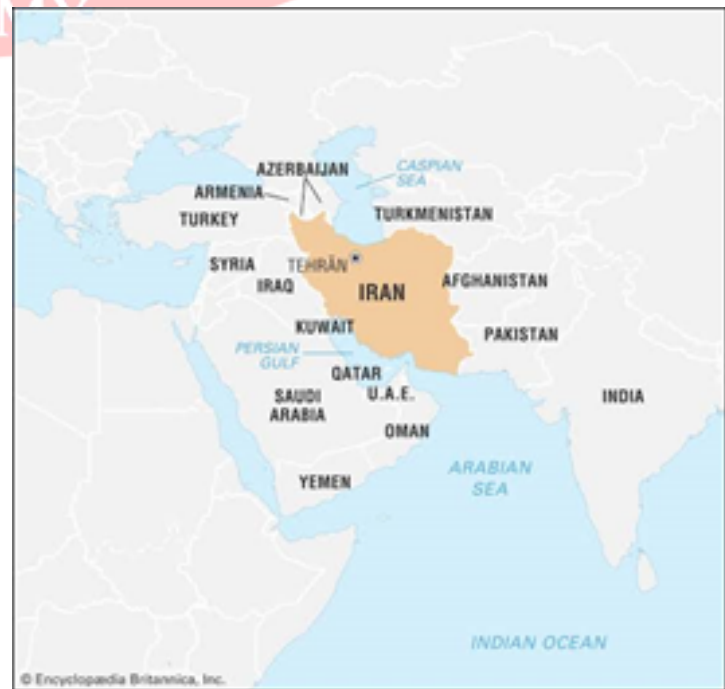 AZERBAIJAN
CASPIAN
SEA
ARMENIA
TURKEY
TURKMENISTAN
SYRIA
TEHRĀN
IRAQ
IRAN
AFGHANISTAN
KUWAIT
PAKISTAN
PERSIAN
GULF
QATAR
U.A.E.
SAUDI
ARABIA
INDIA
OMAN
ARABIAN
SEA
YEMEN
INDIAN OCEAN
© Encyclopædia Britannica, Inc.